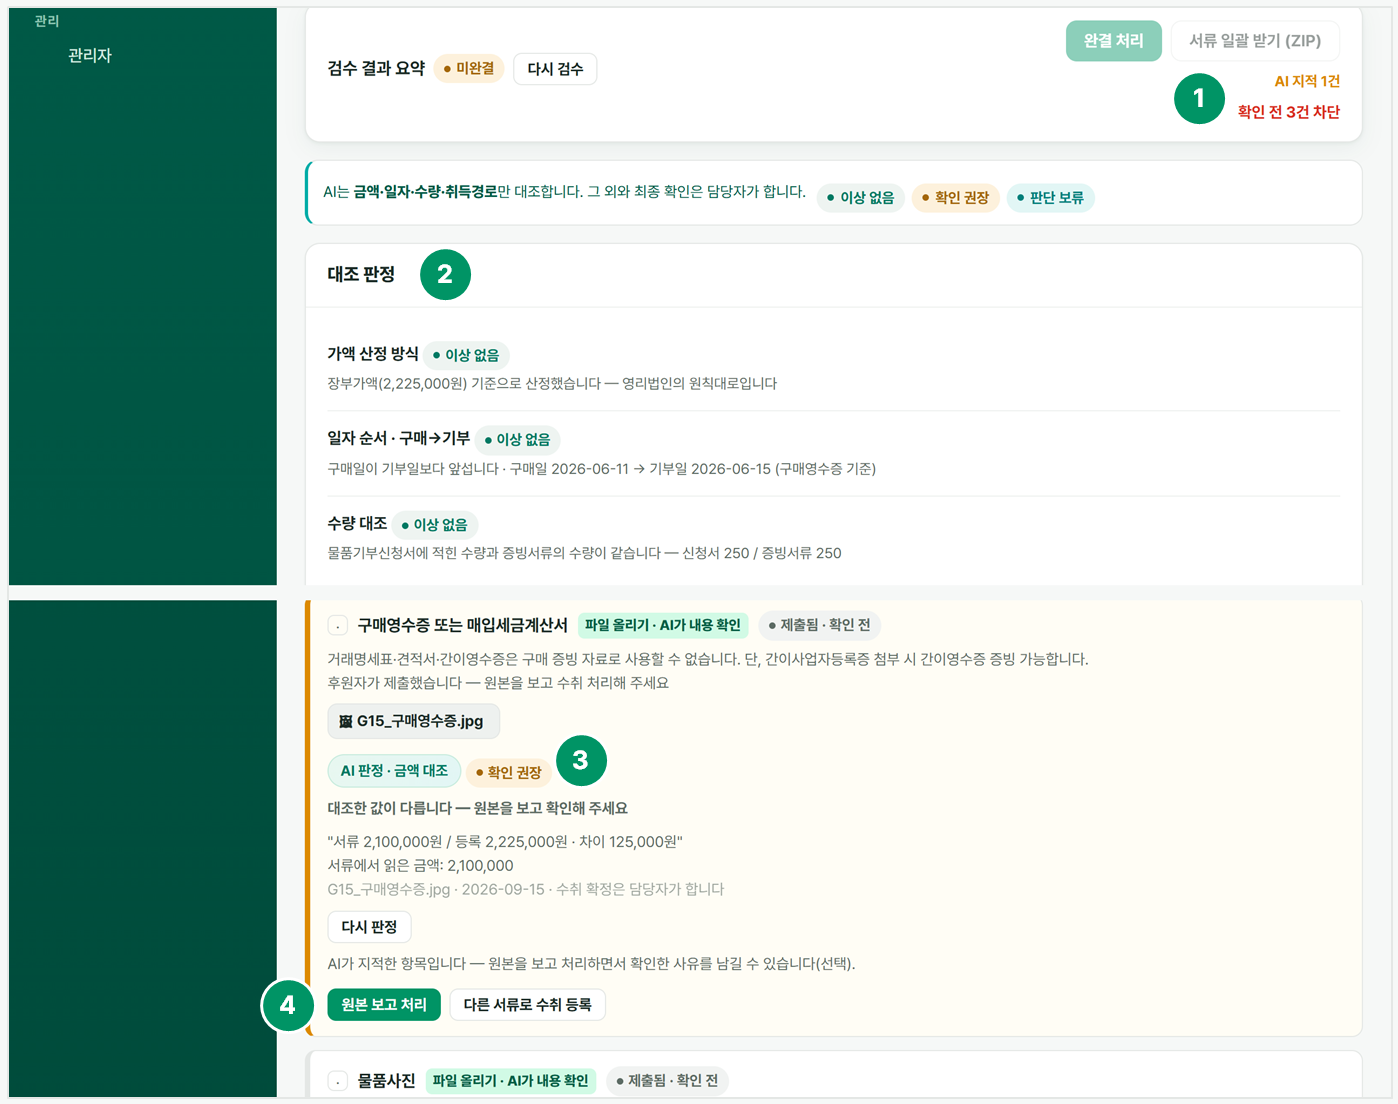 관리
관리자
검수 결과 요약 미완결 다시 검수
완결 처리 서류 일괄 받기 (ZIP)
AI 지적 1건
1
확인 전 3건 차단
AI는 금액·일자·수량·취득경로만 대조합니다. 그 외와 최종 확인은 담당자가 합니다. 이상 없음 확인 권장 판단 보류
대조 판정 2
가액 산정 방식 이상 없음
장부가액(2,225,000원) 기준으로 산정했습니다 — 영리법인의 원칙대로입니다
일자 순서 · 구매→기부 이상 없음
구매일이 기부일보다 앞섭니다 · 구매일 2026-06-11 → 기부일 2026-06-15 (구매영수증 기준)
수량 대조 이상 없음
물품기부신청서에 적힌 수량과 증빙서류의 수량이 같습니다 — 신청서 250 / 증빙서류 250
· 구매영수증 또는 매입세금계산서 파일 올리기 · AI가 내용 확인 제출됨 · 확인 전
거래명세표·견적서·간이영수증은 구매 증빙 자료로 사용할 수 없습니다. 단, 간이사업자등록증 첨부 시 간이영수증 증빙 가능합니다.
후원자가 제출했습니다 — 원본을 보고 수취 처리해 주세요
G15_구매영수증.jpg
AI 판정 · 금액 대조 확인 권장 3
대조한 값이 다릅니다 — 원본을 보고 확인해 주세요
"서류 2,100,000원 / 등록 2,225,000원 · 차이 125,000원"
서류에서 읽은 금액: 2,100,000
G15_구매영수증.jpg · 2026-09-15 · 수취 확정은 담당자가 합니다
다시 판정
AI가 지적한 항목입니다 — 원본을 보고 처리하면서 확인한 사유를 남길 수 있습니다(선택).
4 원본 보고 처리 다른 서류로 수취 등록
· 물품사진 파일 올리기 · AI가 내용 확인 제출됨 · 확인 전